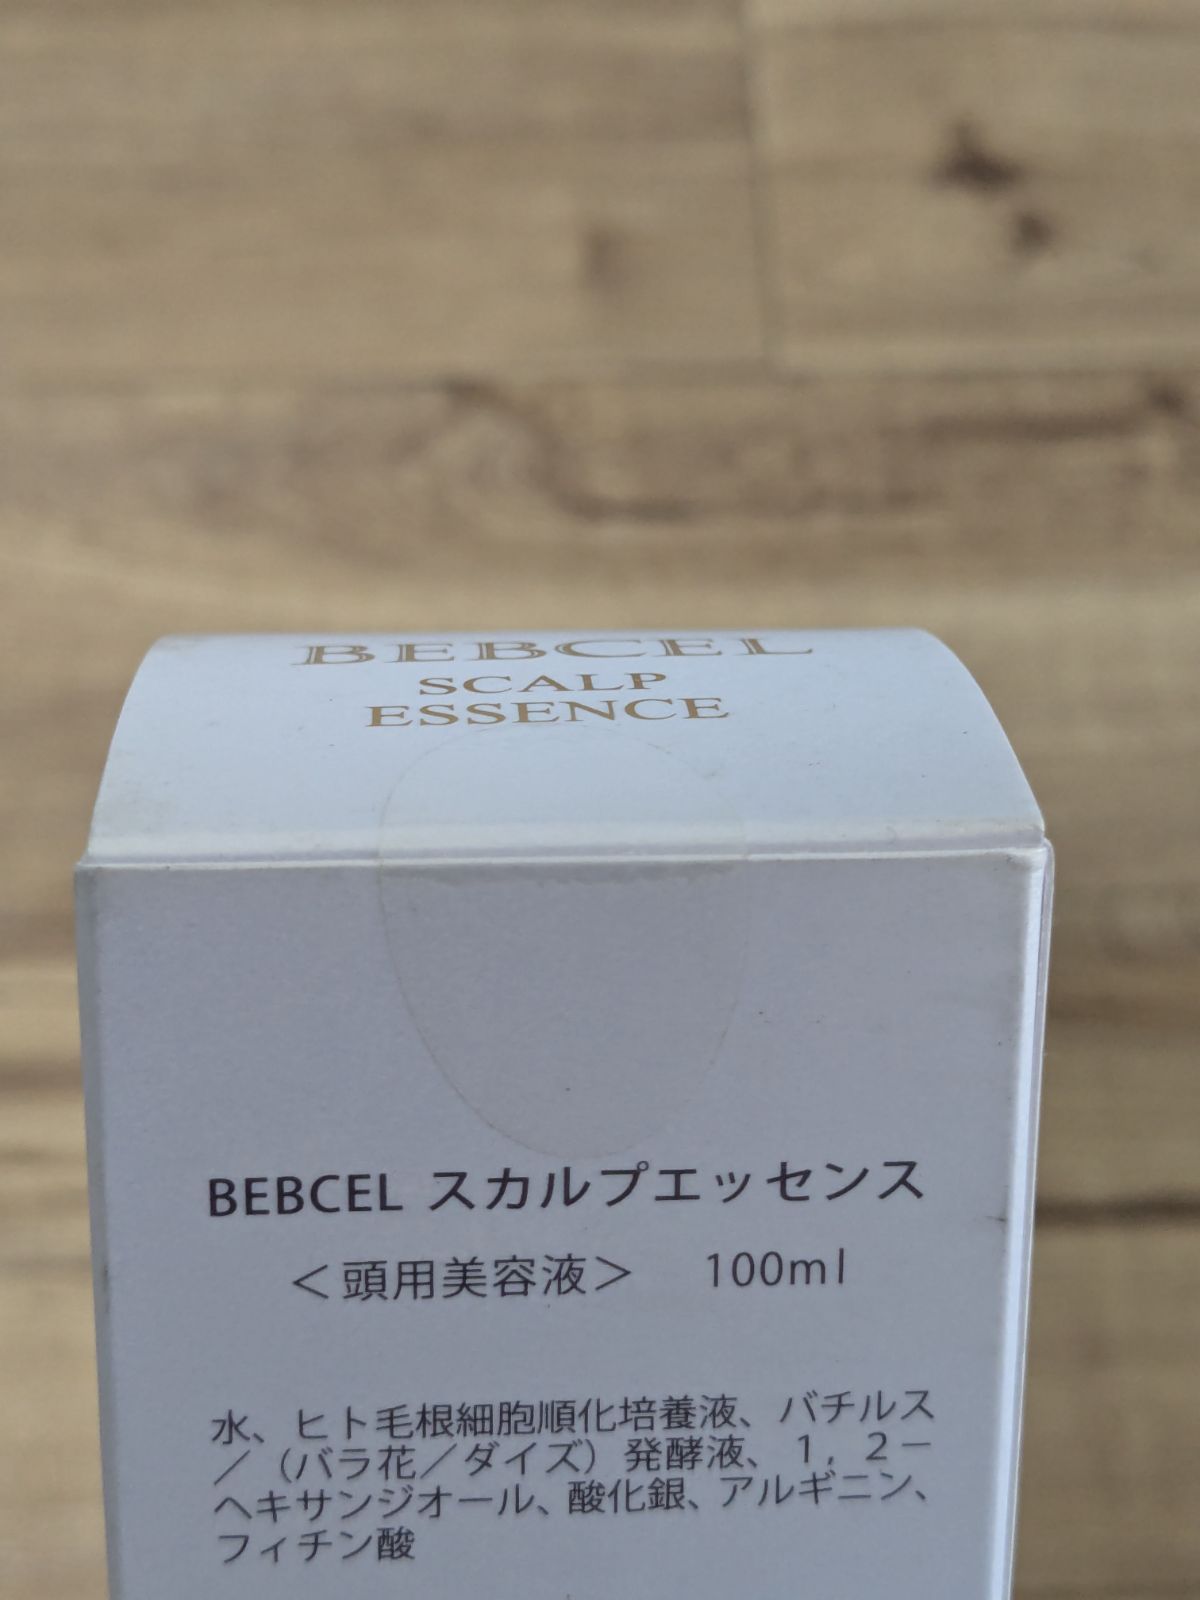 BEBCEL
SCALP
ESSENCE
BEBCEL スカルプエッセンス
＜頭用美容液＞ 100ml
水、ヒト毛根細胞順化培養液、バチルス
／（バラ花／ダイズ）発酵液、１，２－
ヘキサンジオール、酸化銀、アルギニン、
フィチン酸